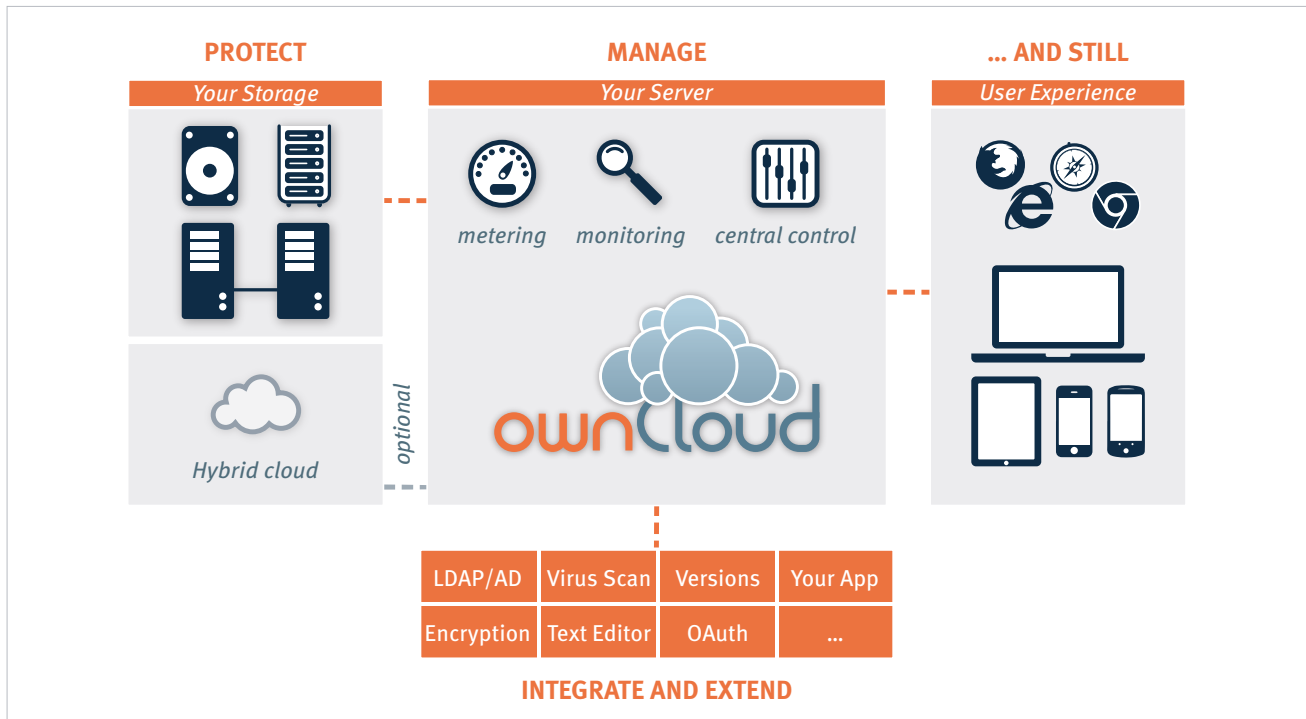 PROTECT
Your Storage
Hybrid cloud
optional
MANAGE
Your Server
metering monitoring central control
ownCloud
... AND STILL
User Experience
LDAP/AD Virus Scan Versions Your App
Encryption Text Editor OAuth ...
INTEGRATE AND EXTEND